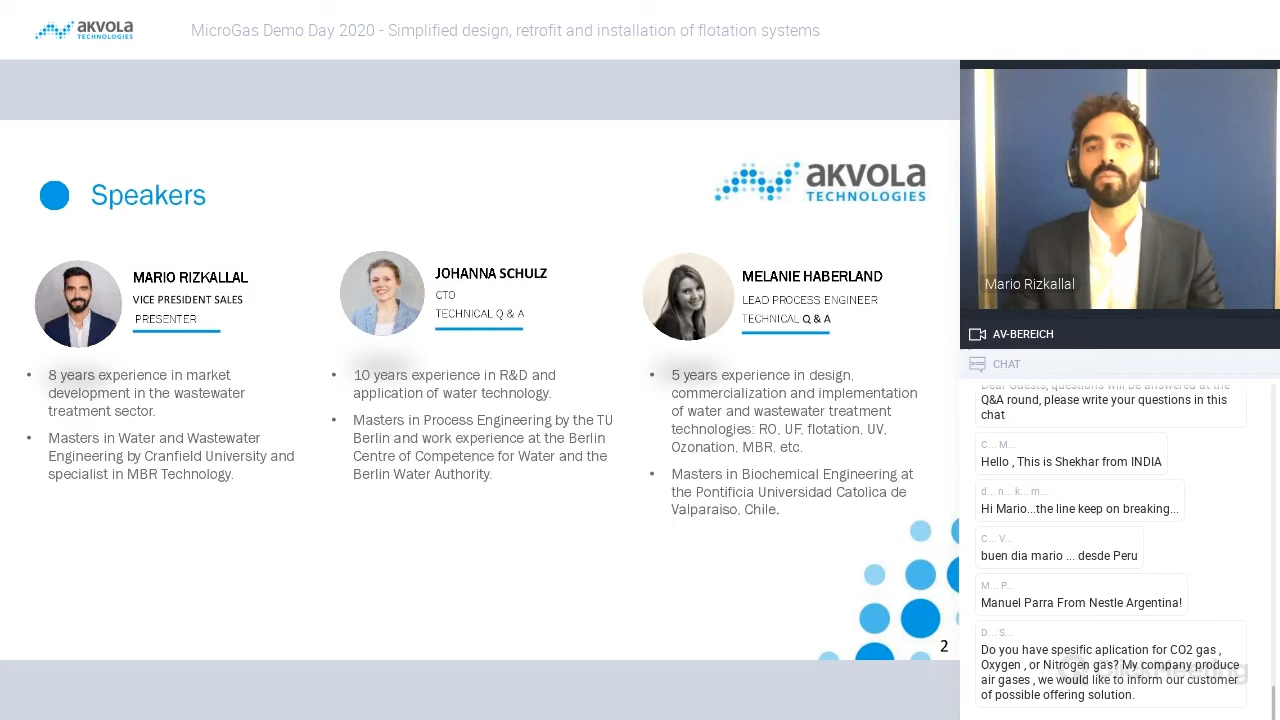 akvola
TECHNOLOGIES
MicroGas Demo Day 2020 - Simplified design, retrofit and installation of flotation systems
Speakers
akvola
TECHNOLOGIES
MARIO RIZKALLAL
VICE PRESIDENT SALES
PRESENTER
• 8 years experience in market
development in the wastewater
treatment sector.
• Masters in Water and Wastewater
Engineering by Cranfield University and
specialist in MBR Technology.
JOHANNA SCHULZ
CTO
TECHNICAL Q & A
• 10 years experience in R&D and
application of water technology.
• Masters in Process Engineering by the TU
Berlin and work experience at the Berlin
Centre of Competence for Water and the
Berlin Water Authority.
MELANIE HABERLAND
LEAD PROCESS ENGINEER
TECHNICAL Q & A
• 5 years experience in design,
commercialization and implementation
of water and wastewater treatment
technologies: RO, UF, flotation, UV,
Ozonation, MBR, etc.
• Masters in Biochemical Engineering at
the Pontificia Universidad Catolica de
Valparaiso, Chile.
2
Mario Rizkallal
AV-BEREICH
CHAT
Dear Guests, questions will be answered at the
Q&A round, please write your questions in this
chat
C... M...
Hello , This is Shekhar from INDIA
d... n... k... m...
Hi Mario...the line keep on breaking...
C... V...
buen dia mario ... desde Peru
M... P...
Manuel Parra From Nestle Argentina!
D... S...
Do you have spesific aplication for CO2 gas ,
Oxygen , or Nitrogen gas? My company produce
air gases , we would like to inform our customer
of possible offering solution.